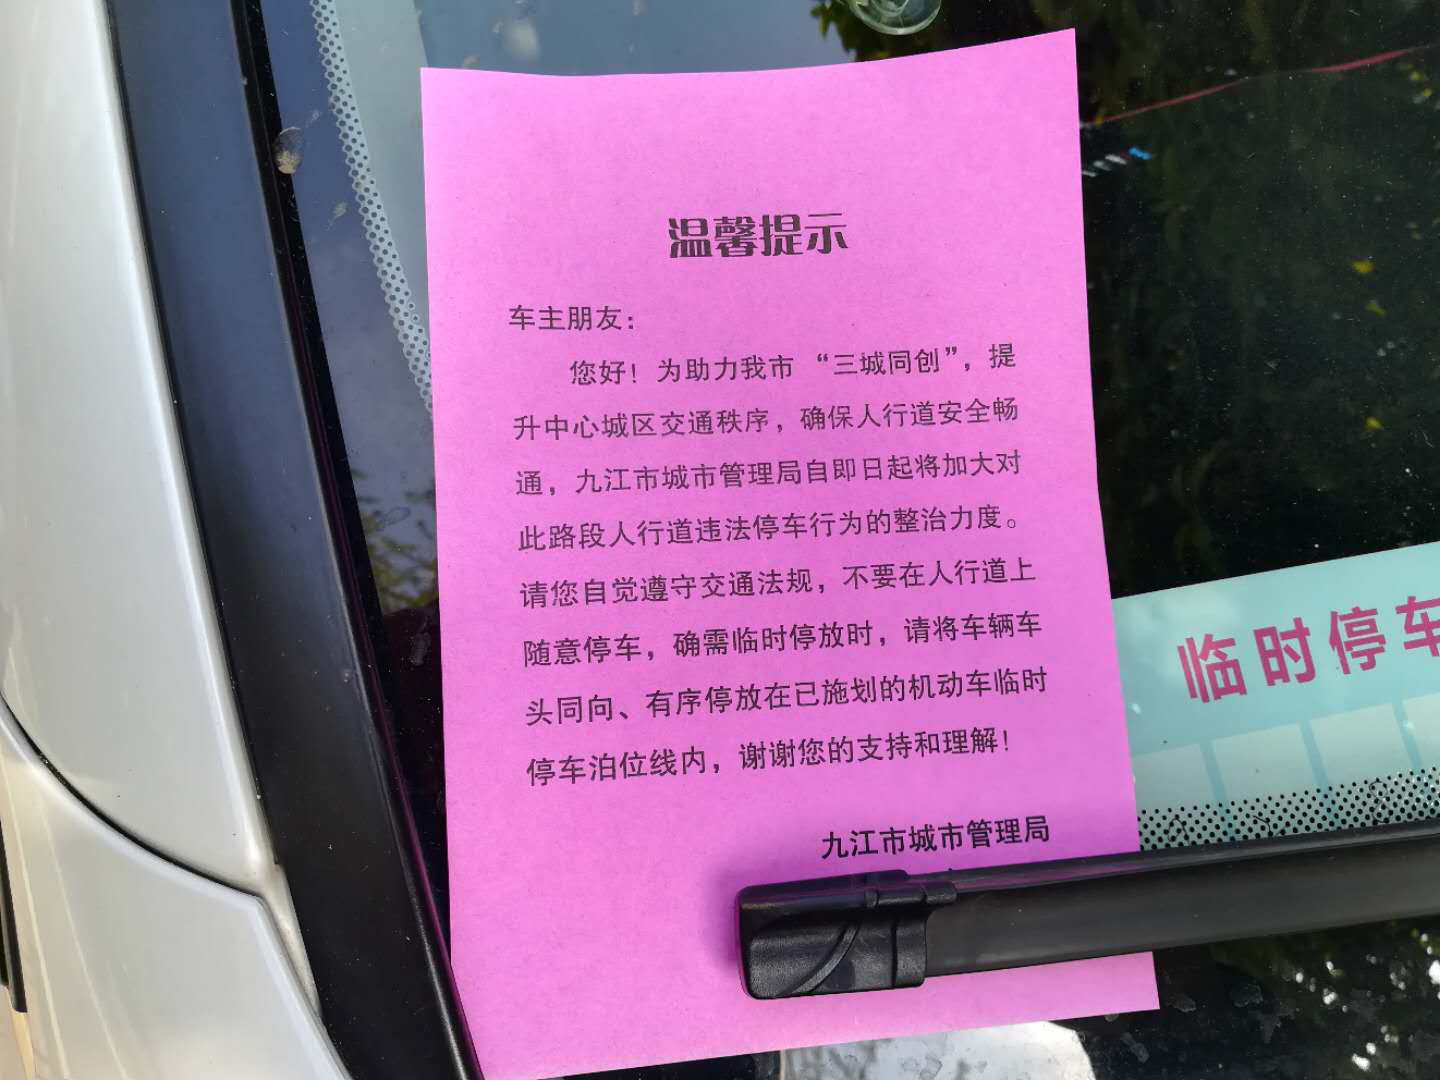 温馨提示
车主朋友：
您好！为助力我市“三城同创”，提
升中心城区交通秩序，确保人行道安全畅
通，九江市城市管理局自即日起将加大对
此路段人行道违法停车行为的整治力度。
请您自觉遵守交通法规，不要在人行道上
随意停车，确需临时停放时，请将车辆车
头同向、有序停放在已施划的机动车临时
停车泊位线内，谢谢您的支持和理解！
九江市城市管理局
临时停车